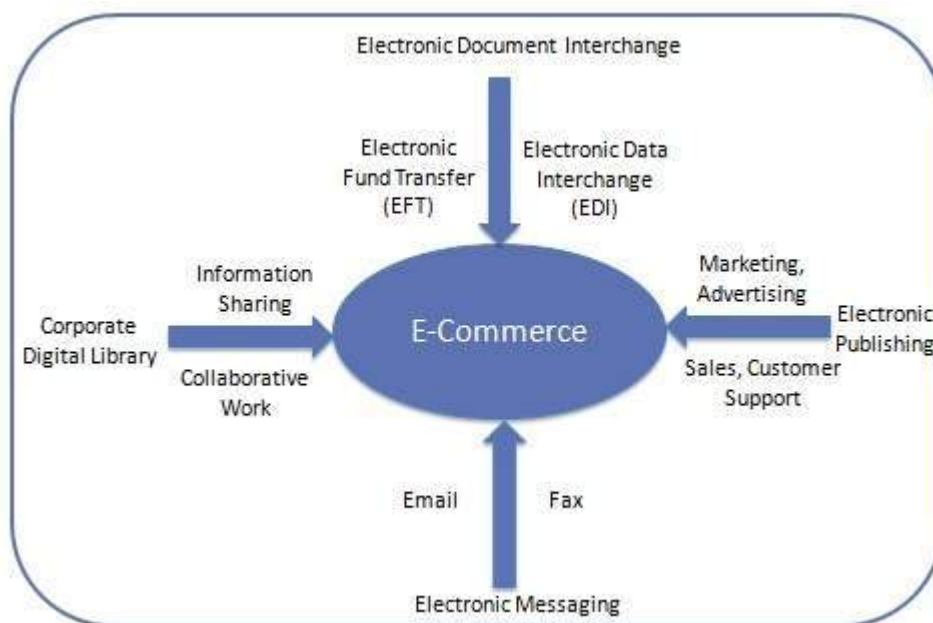 Electronic Document Interchange
Electronic
Fund Transfer
(EFT)
Electronic Data
Interchange
(EDI)
Information
Sharing
Marketing,
Advertising
Corporate
Digital Library
E-Commerce
Electronic
Publishing
Collaborative
Work
Sales, Customer
Support
Email
Fax
Electronic Messaging